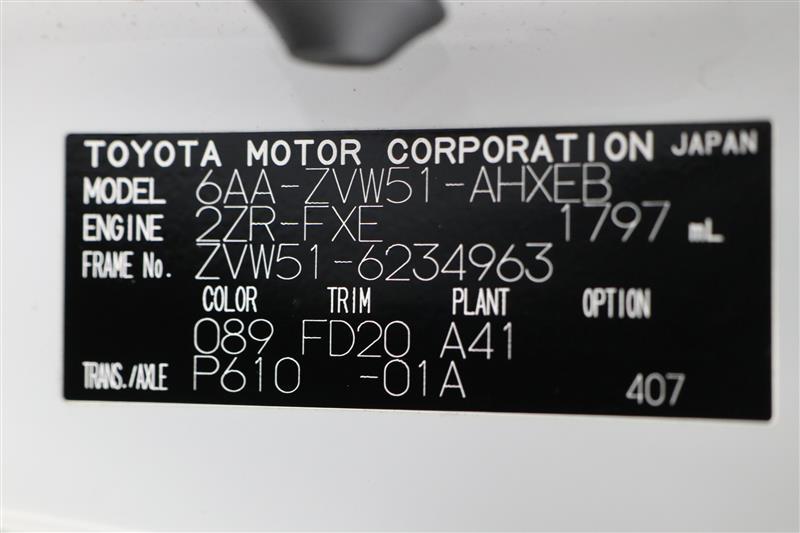 TOYOTA MOTOR CORPORATION JAPAN
MODEL 6AA-ZVW51-AHXEB
ENGINE 2ZR-FXE 1797 mL
FRAME No. ZVW51-6234963
COLOR TRIM PLANT OPTION
089 FD20 A41
TRANS./AXLE P610 -01A 407